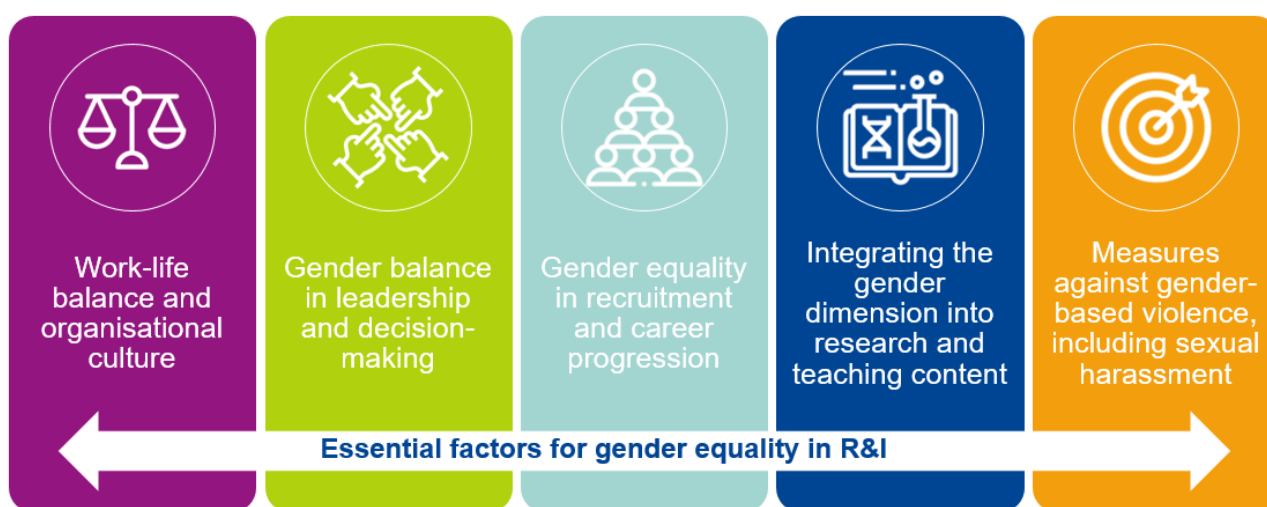 Work-life
balance and
organisational
culture
Gender balance
in leadership
and decision-
making
Gender equality
in recruitment
and career
progression
Integrating the
gender
dimension into
research and
teaching content
Measures
against gender-
based violence,
including sexual
harassment
Essential factors for gender equality in R&I